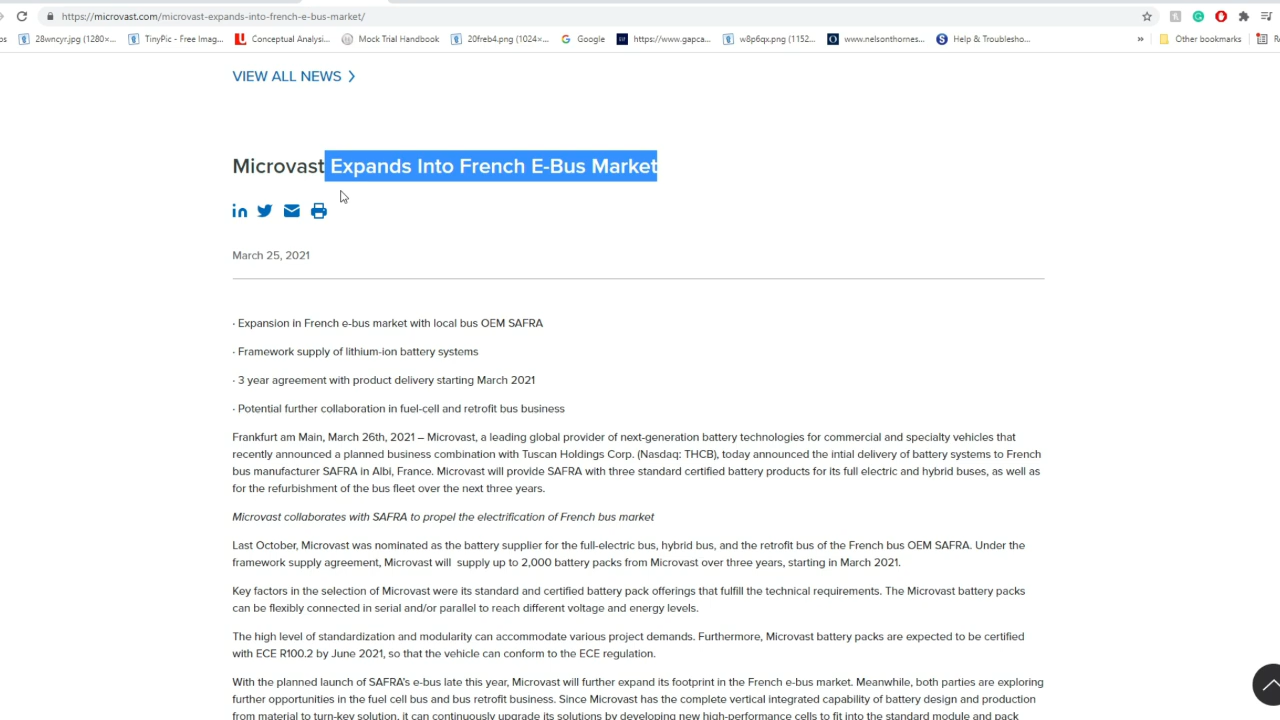 https://microvast.com/microvast-expands-into-french-e-bus-market/
os 28wncyr.jpg (1280×... TinyPic - Free Imag... Conceptual Analysi... Mock Trial Handbook 20freb4.png (1024×... Google https://www.gapca... w8p6qx.png (1152... www.nelsonthornes... Help & Troublesho... » Other bookmarks
VIEW ALL NEWS
Microvast Expands Into French E-Bus Market
March 25, 2021
· Expansion in French e-bus market with local bus OEM SAFRA
· Framework supply of lithium-ion battery systems
· 3 year agreement with product delivery starting March 2021
· Potential further collaboration in fuel-cell and retrofit bus business
Frankfurt am Main, March 26th, 2021 – Microvast, a leading global provider of next-generation battery technologies for commercial and specialty vehicles that
recently announced a planned business combination with Tuscan Holdings Corp. (Nasdaq: THCB), today announced the intial delivery of battery systems to French
bus manufacturer SAFRA in Albi, France. Microvast will provide SAFRA with three standard certified battery products for its full electric and hybrid buses, as well as
for the refurbishment of the bus fleet over the next three years.
Microvast collaborates with SAFRA to propel the electrification of French bus market
Last October, Microvast was nominated as the battery supplier for the full-electric bus, hybrid bus, and the retrofit bus of the French bus OEM SAFRA. Under the
framework supply agreement, Microvast will supply up to 2,000 battery packs from Microvast over three years, starting in March 2021.
Key factors in the selection of Microvast were its standard and certified battery pack offerings that fulfill the technical requirements. The Microvast battery packs
can be flexibly connected in serial and/or parallel to reach different voltage and energy levels.
The high level of standardization and modularity can accommodate various project demands. Furthermore, Microvast battery packs are expected to be certified
with ECE R100.2 by June 2021, so that the vehicle can conform to the ECE regulation.
With the planned launch of SAFRA's e-bus late this year, Microvast will further expand its footprint in the French e-bus market. Meanwhile, both parties are exploring
further opportunities in the fuel cell bus and bus retrofit business. Since Microvast has the complete vertical integrated capability of battery design and production
from material to turn-key solution, it can continuously upgrade its solutions by developing new high-performance cells to fit into the standard module and pack